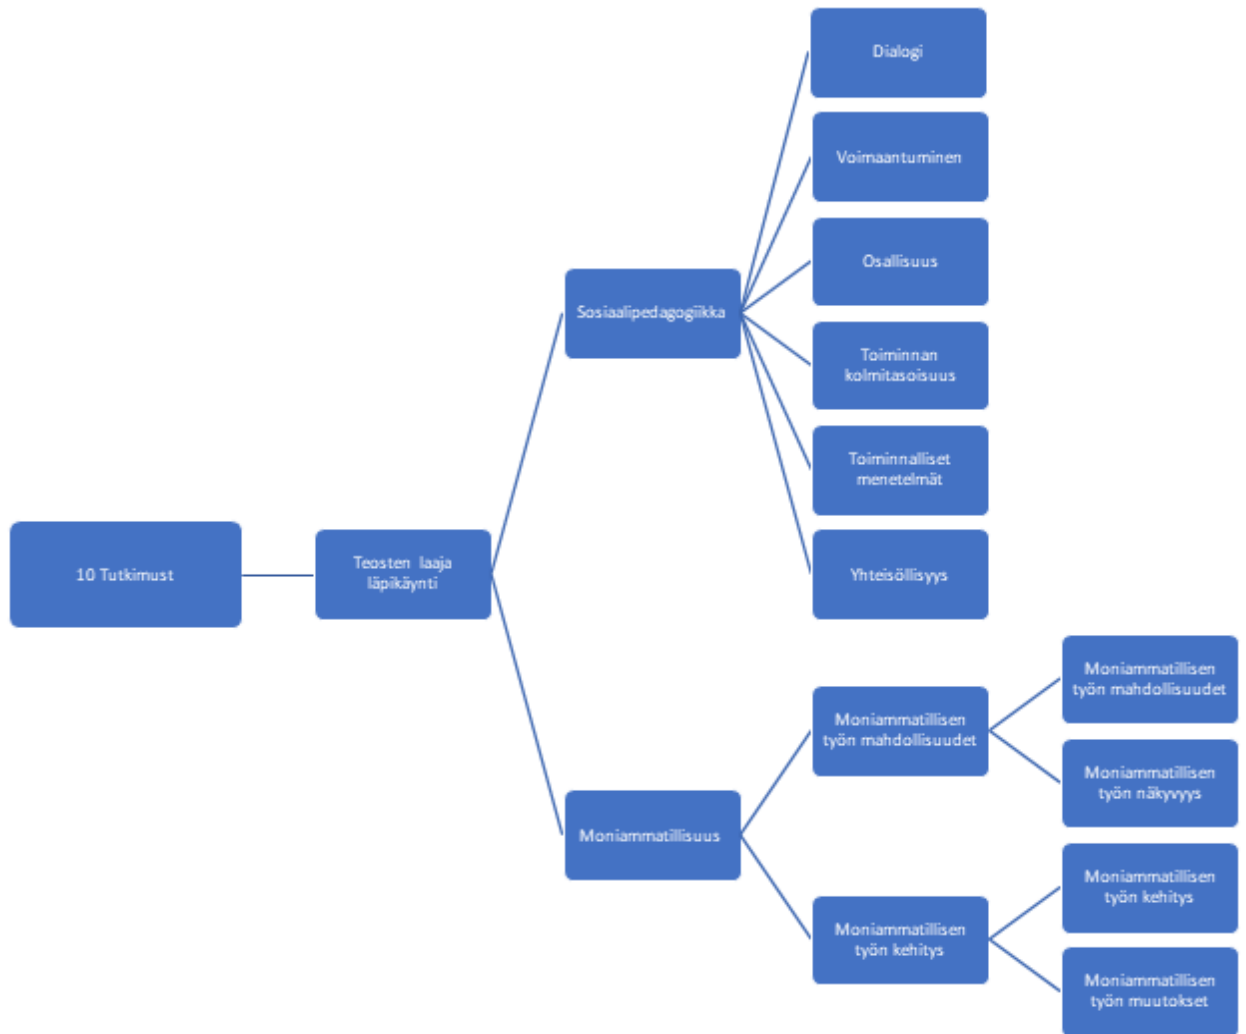 10 Tutkimust
Teosten laaja
läpikäynti
Sosiaalipedagogiikka
Dialogi
Voimaantuminen
Osallisuus
Toiminnan
kolmitasoisuus
Toiminnalliset
menetelmät
Yhteisöllisyys
Moniammatillisuus
Moniammatillisen
työn mahdollisuudet
Moniammatillisen
työn mahdollisuudet
Moniammatillisen
työn näkyvyys
Moniammatillisen
työn kehitys
Moniammatillisen
työn kehitys
Moniammatillisen
työn muutokset